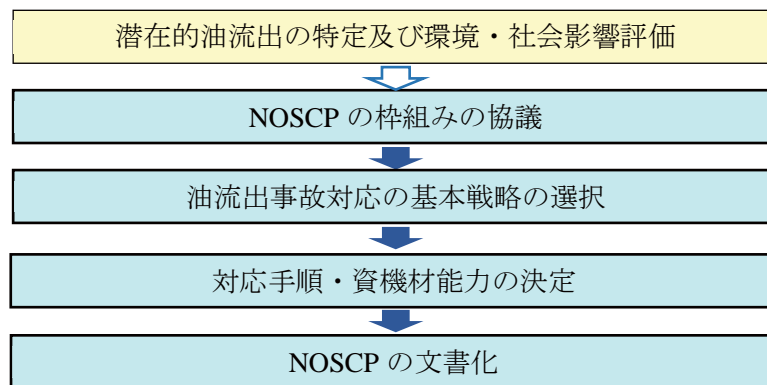 潜在的油流出の特定及び環境・社会影響評価
NOSCP の枠組みの協議
油流出事故対応の基本戦略の選択
対応手順・資機材能力の決定
NOSCP の文書化